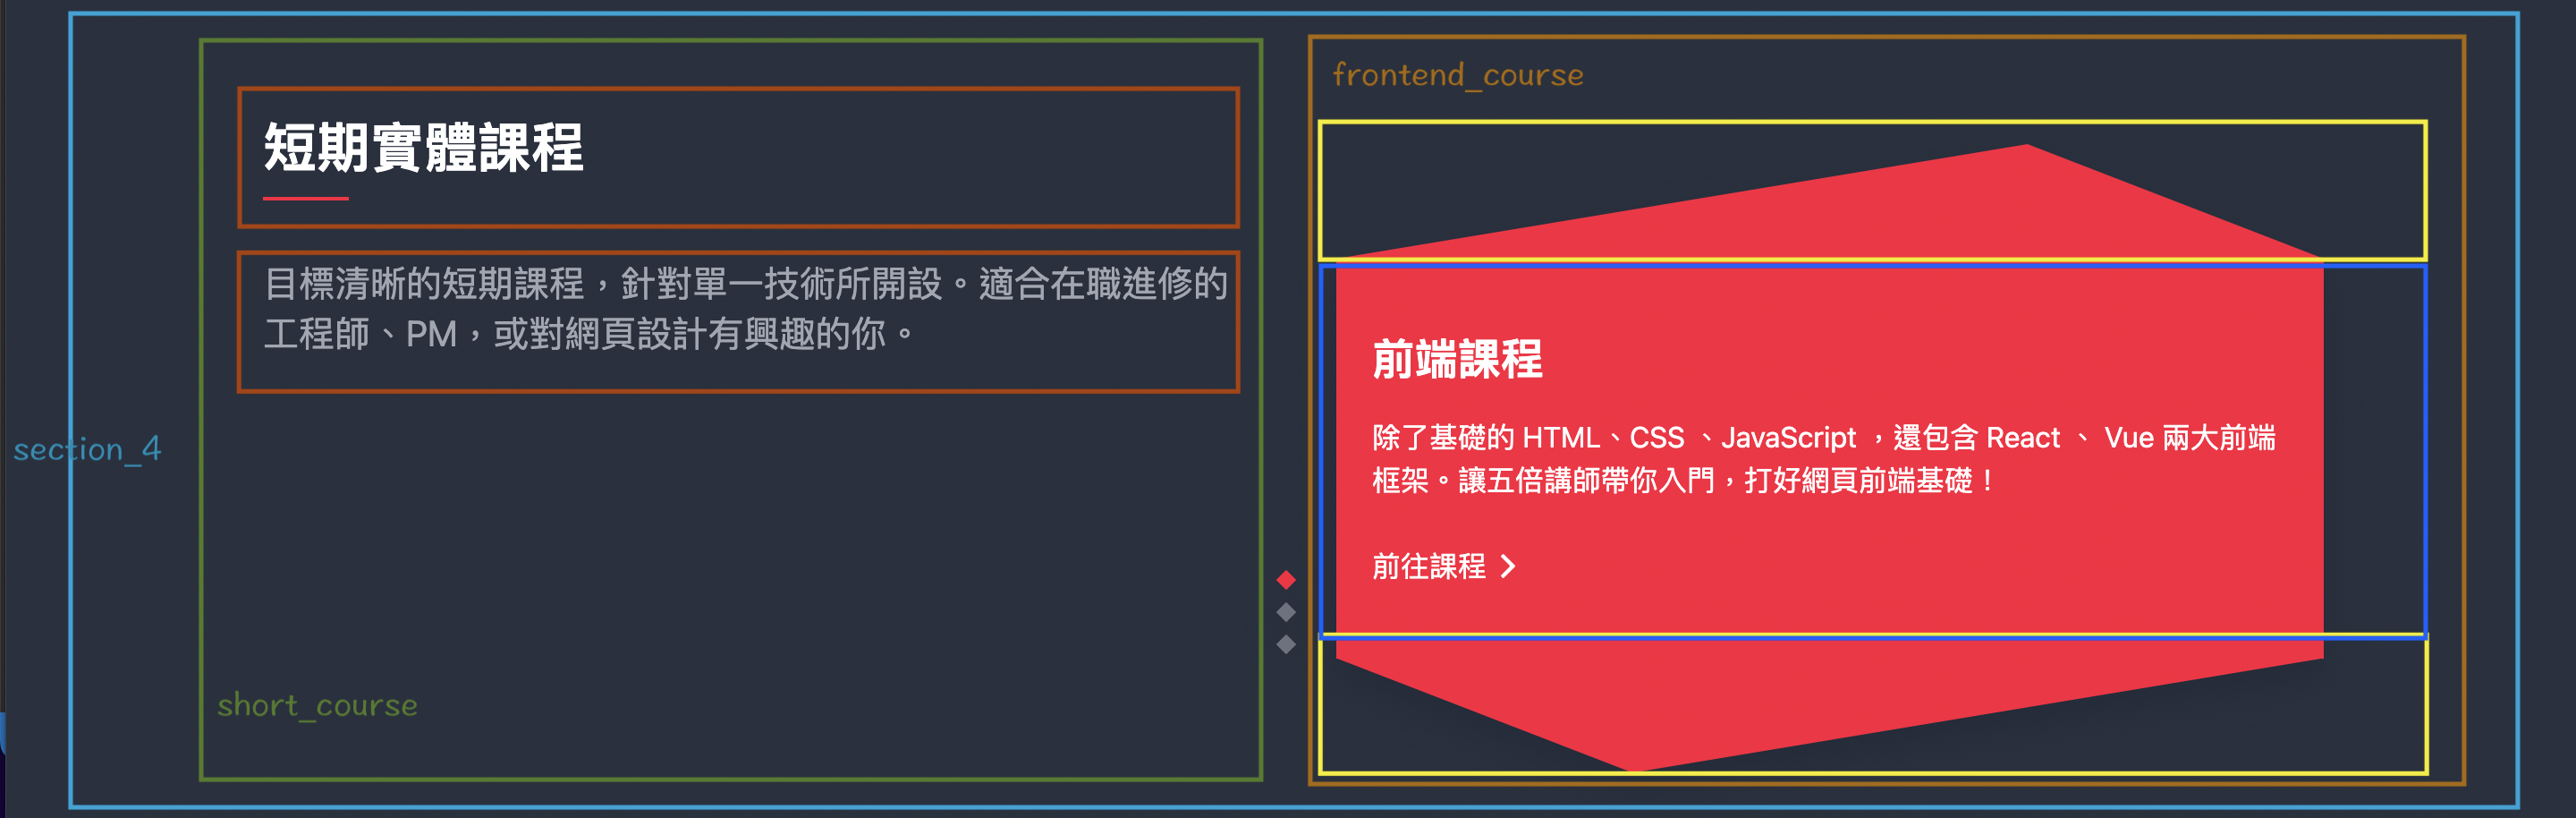 frontend_course
短期實體課程
目標清晰的短期課程，針對單一技術所開設。適合在職進修的
工程師、PM，或對網頁設計有興趣的你。
section_4
short_course
前端課程
除了基礎的 HTML、CSS 、JavaScript ，還包含 React 、 Vue 兩大前端
框架。讓五倍講師帶你入門，打好網頁前端基礎！
前往課程